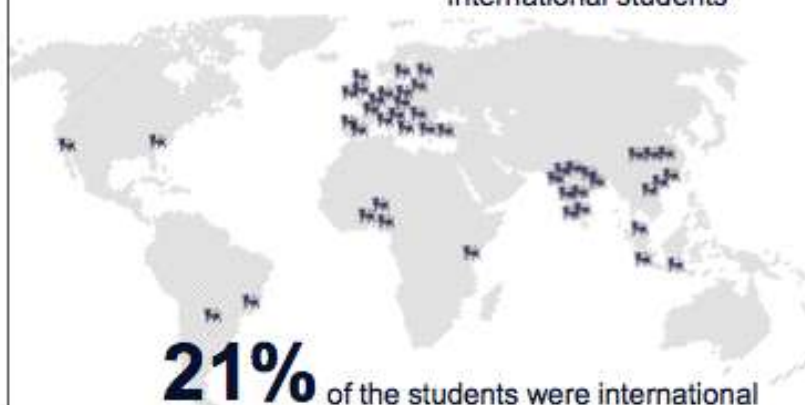 international students
21% of the students were international